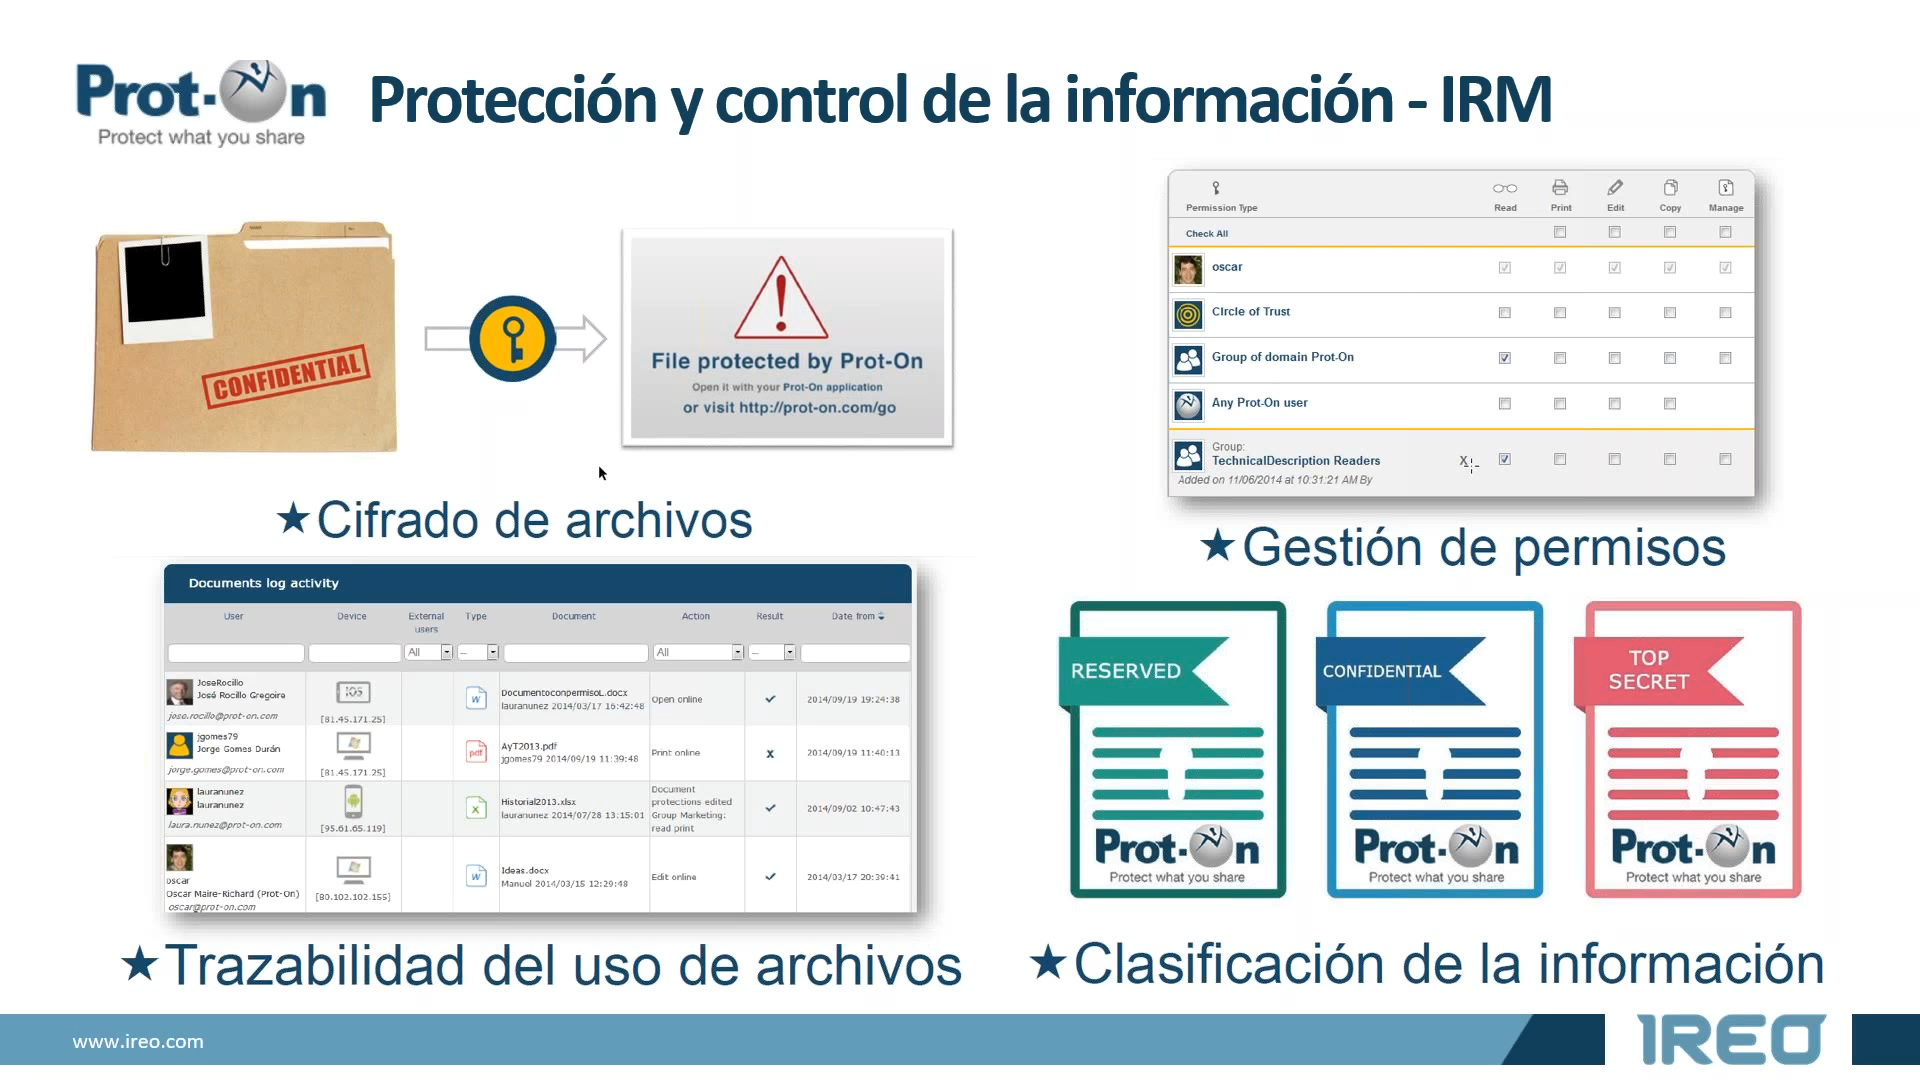 Prot-On
Protect what you share
Protección y control de la información - IRM
CONFIDENTIAL
File protected by Prot-On
Open it with your Prot-On application
or visit http://prot-on.com/go
★Cifrado de archivos
Permission Type Read Print Edit Copy Manage
Check All
oscar
Circle of Trust
Group of domain Prot-On
Any Prot-On user
Group:
TechnicalDescription Readers X
Added on 11/06/2014 at 10:31:21 AM By
★Gestión de permisos
Documents log activity
User Device External users Type Document Action Result Date from
All -- All --
JoseRocillo
José Rocillo Gregoire
jose.rocillo@prot-on.com
iOS
[81.45.171.25]
W
DocumentoconpermisoL.docx
lauranunez 2014/03/17 16:42:48
Open online
2014/09/19 19:24:38
jgomes79
Jorge Gomes Durán
jorge.gomes@prot-on.com
[81.45.171.25]
pdf
AyT2013.pdf
jgomes79 2014/09/19 11:39:48
Print online
x
2014/09/19 11:40:13
lauranunez
lauranunez
laura.nunez@prot-on.com
[95.61.65.119]
X
Historial2013.xlsx
lauranunez 2014/07/28 13:15:01
Document
protections edited
Group Marketing:
read print
2014/09/02 10:47:43
oscar
Oscar Maire-Richard (Prot-On)
oscar@prot-on.com
[80.102.102.155]
W
Ideas.docx
Manuel 2014/03/15 12:29:48
Edit online
2014/03/17 20:39:41
★Trazabilidad del uso de archivos
RESERVED
Prot-On
Protect what you share
CONFIDENTIAL
Prot-On
Protect what you share
TOP
SECRET
Prot-On
Protect what you share
★Clasificación de la información
www.ireo.com
IREO